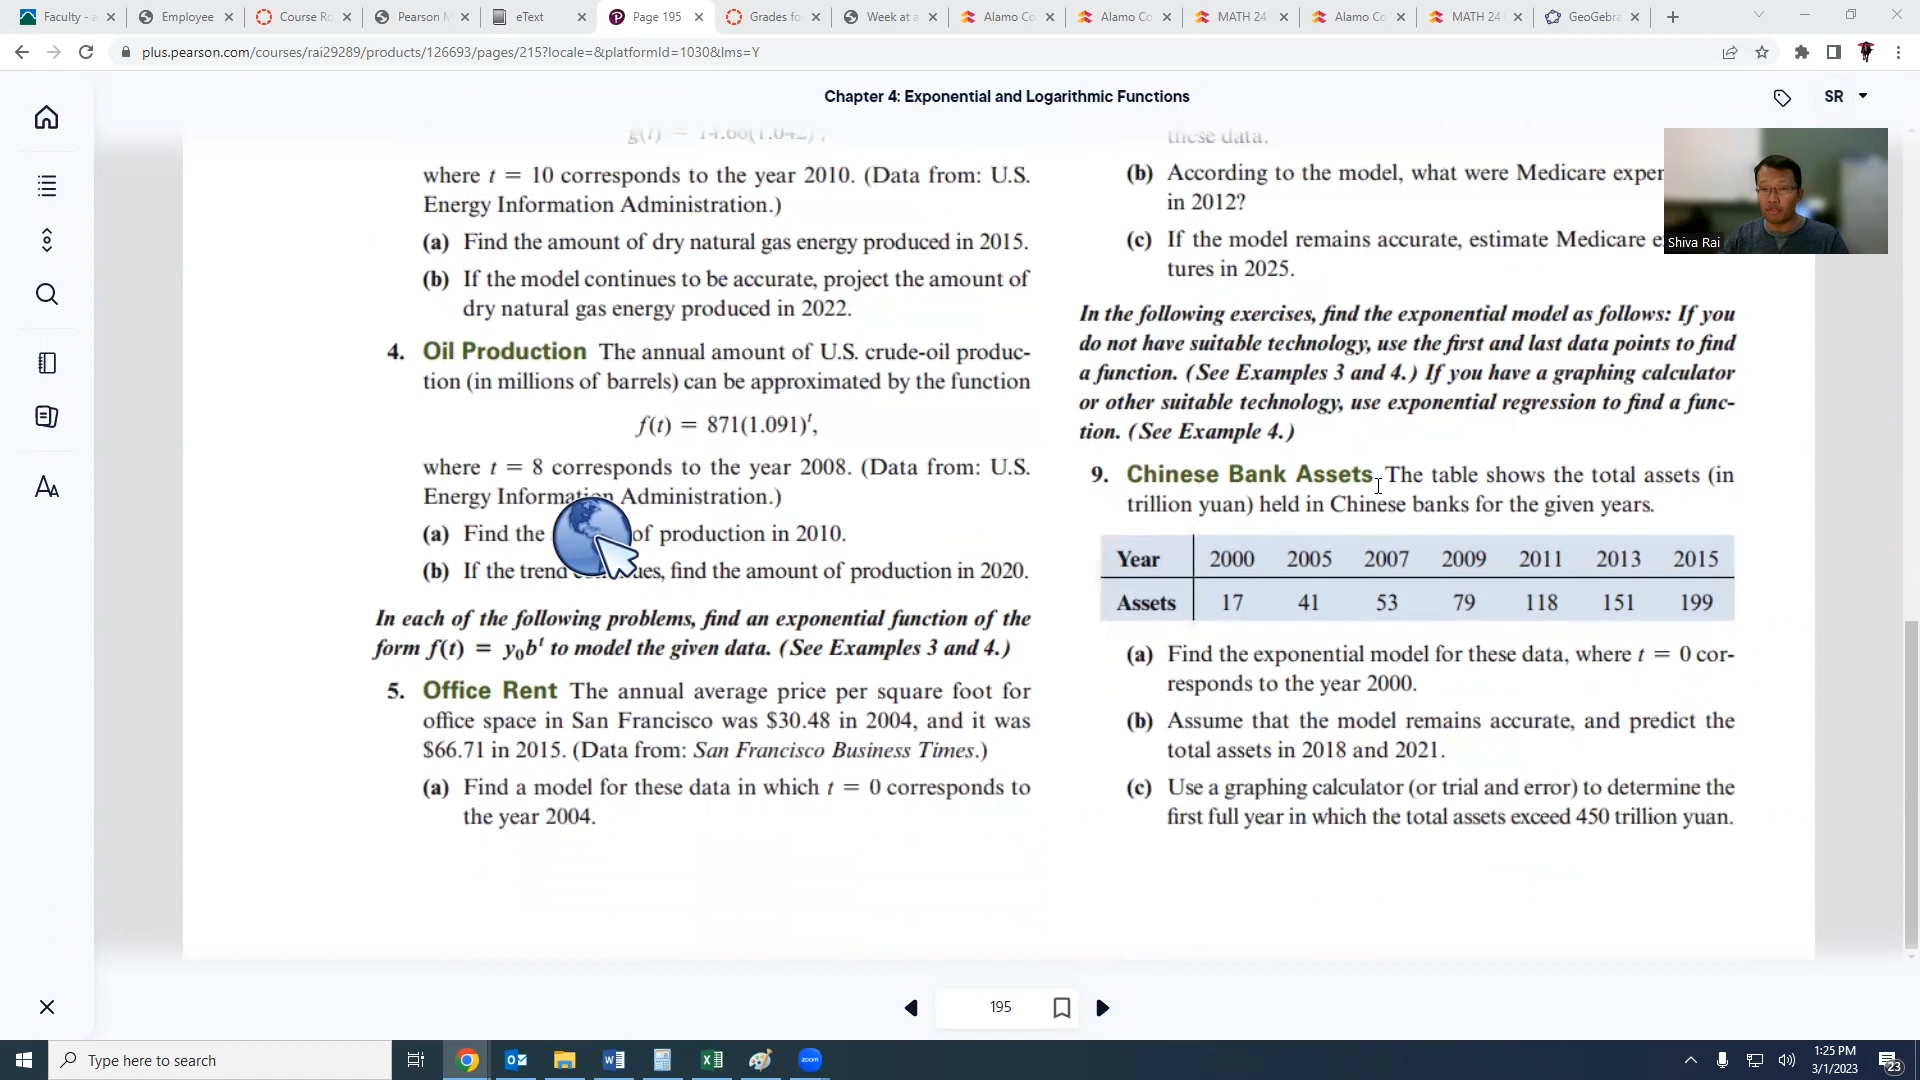 Faculty - a
Employee
Course Ro
Pearson M
eText
Page 195
Grades fo
Week at a
Alamo Co
Alamo Co
MATH 24
Alamo Co
MATH 24
GeoGebra
plus.pearson.com/courses/rai29289/products/126693/pages/215?locale=&platformId=1030&lms=Y
Chapter 4: Exponential and Logarithmic Functions
SR
g(t) = 14.66(1.042)t,
where t = 10 corresponds to the year 2010. (Data from: U.S.
Energy Information Administration.)
(a) Find the amount of dry natural gas energy produced in 2015.
(b) If the model continues to be accurate, project the amount of
dry natural gas energy produced in 2022.
4. Oil Production The annual amount of U.S. crude-oil produc-
tion (in millions of barrels) can be approximated by the function
f(t) = 871(1.091)^t,
where t = 8 corresponds to the year 2008. (Data from: U.S.
Energy Information Administration.)
(a) Find the of production in 2010.
(b) If the trend ues, find the amount of production in 2020.
In each of the following problems, find an exponential function of the
form f(t) = y₀b^t to model the given data. (See Examples 3 and 4.)
5. Office Rent The annual average price per square foot for
office space in San Francisco was $30.48 in 2004, and it was
$66.71 in 2015. (Data from: San Francisco Business Times.)
(a) Find a model for these data in which t = 0 corresponds to
the year 2004.
these data.
(b) According to the model, what were Medicare exper
in 2012?
(c) If the model remains accurate, estimate Medicare e
tures in 2025.
Shiva Rai
In the following exercises, find the exponential model as follows: If you
do not have suitable technology, use the first and last data points to find
a function. (See Examples 3 and 4.) If you have a graphing calculator
or other suitable technology, use exponential regression to find a func-
tion. (See Example 4.)
9. Chinese Bank Assets The table shows the total assets (in
trillion yuan) held in Chinese banks for the given years.
Year 2000 2005 2007 2009 2011 2013 2015
Assets 17 41 53 79 118 151 199
(a) Find the exponential model for these data, where t = 0 cor-
responds to the year 2000.
(b) Assume that the model remains accurate, and predict the
total assets in 2018 and 2021.
(c) Use a graphing calculator (or trial and error) to determine the
first full year in which the total assets exceed 450 trillion yuan.
195
Type here to search
zoom
1:25 PM
3/1/2023
23